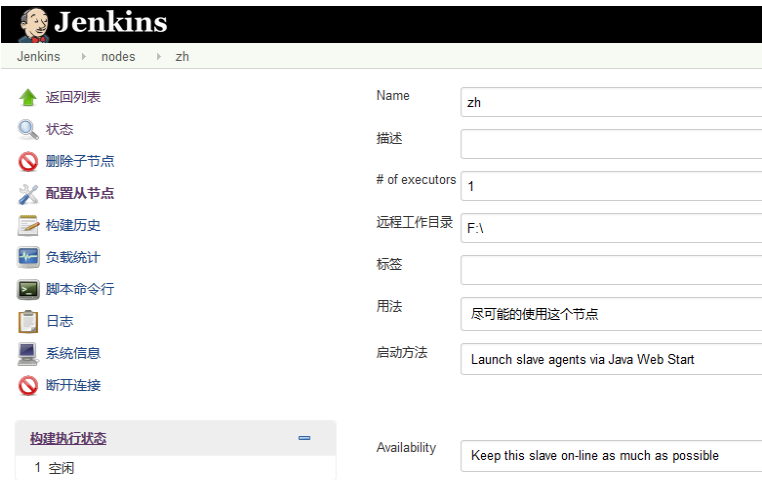 Jenkins
Jenkins nodes zh
返回列表
状态
删除子节点
配置从节点
构建历史
负载统计
脚本命令行
日志
系统信息
断开连接
构建执行状态
1 空闲
Name zh
描述
# of executors 1
远程工作目录 F:\
标签
用法 尽可能的使用这个节点
启动方法 Launch slave agents via Java Web Start
Availability Keep this slave on-line as much as possible